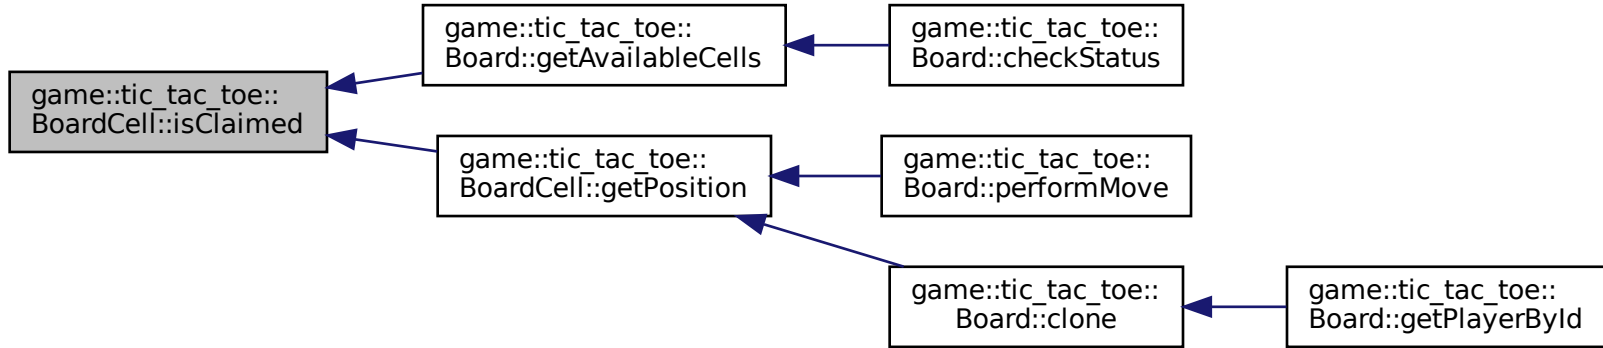 game::tic_tac_toe::
BoardCell::isClaimed
game::tic_tac_toe::
Board::getAvailableCells
game::tic_tac_toe::
Board::checkStatus
game::tic_tac_toe::
BoardCell::getPosition
game::tic_tac_toe::
Board::performMove
game::tic_tac_toe::
Board::clone
game::tic_tac_toe::
Board::getPlayerById